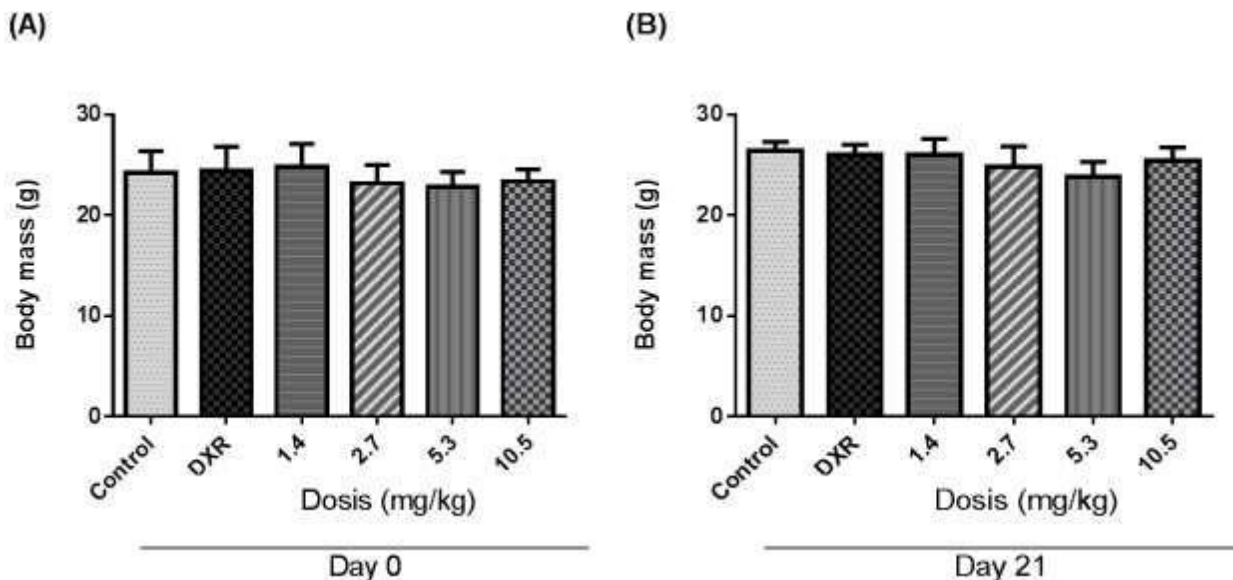 (A)
30
20
10
0
Body mass (g)
Control
DXR
1.4
2.7
5.3
10.5
Dosis (mg/kg)
Day 0
(B)
30
20
10
0
Body mass (g)
Control
DXR
1.4
2.7
5.3
10.5
Dosis (mg/kg)
Day 21